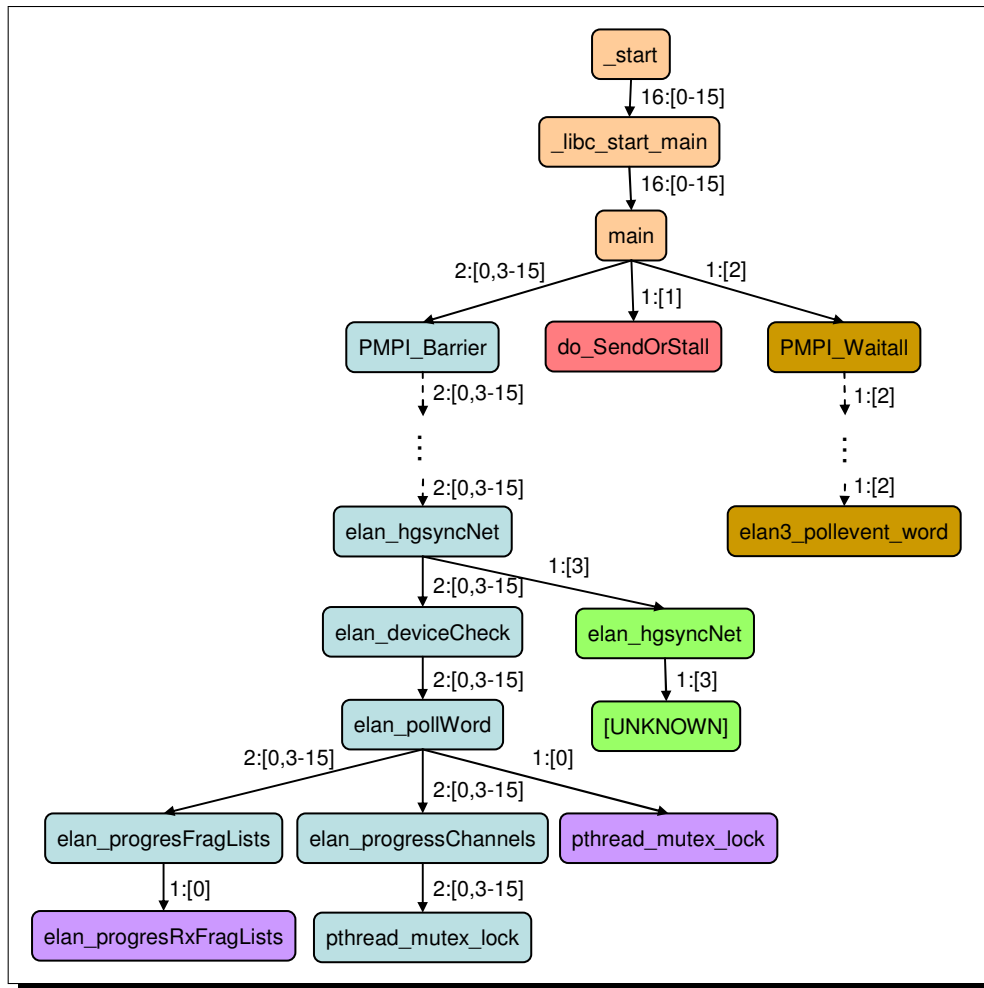 _start
16:[0-15]
_libc_start_main
16:[0-15]
main
2:[0,3-15]
1:[1]
1:[2]
PMPI_Barrier
do_SendOrStall
PMPI_Waitall
2:[0,3-15]
1:[2]
...
...
2:[0,3-15]
1:[2]
elan_hgsyncNet
elan3_pollevent_word
2:[0,3-15]
1:[3]
elan_deviceCheck
elan_hgsyncNet
2:[0,3-15]
1:[3]
elan_pollWord
[UNKNOWN]
2:[0,3-15]
2:[0,3-15]
1:[0]
elan_progresFragLists
elan_progressChannels
pthread_mutex_lock
1:[0]
2:[0,3-15]
elan_progresRxFragLists
pthread_mutex_lock